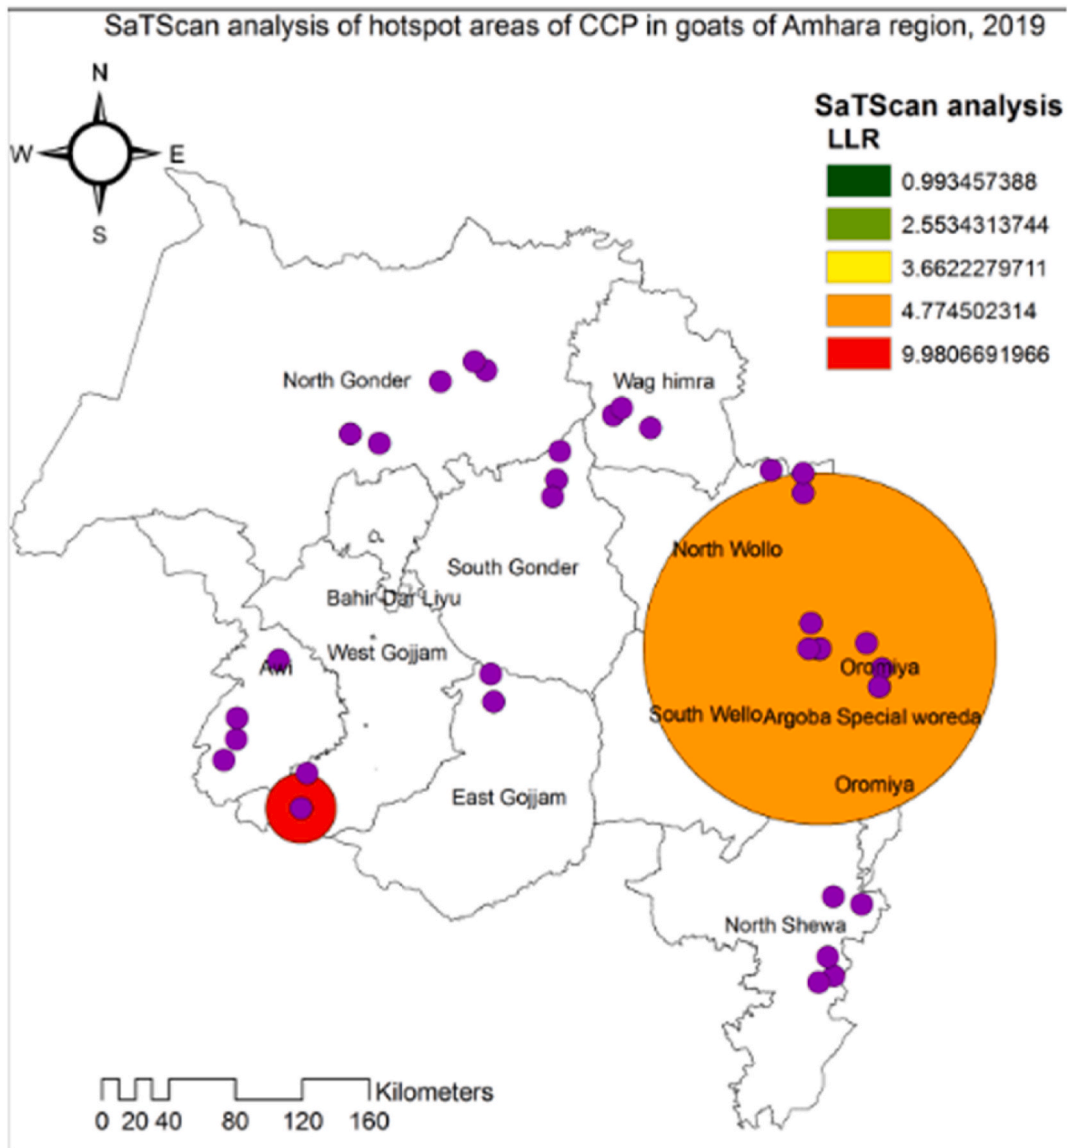 SaTScan analysis of hotspot areas of CCP in goats of Amhara region, 2019
N
W
E
S
SaTScan analysis
LLR
0.993457388
2.5534313744
3.6622279711
4.774502314
9.9806691966
North Gonder
Wag himra
North Wollo
South Gonder
Bahir Dar Liyu
West Gojjam
Awi
Oromiya
South Wello
Argoba Special woreda
Oromiya
East Gojjam
North Shewa
Kilometers
0 20 40 80 120 160